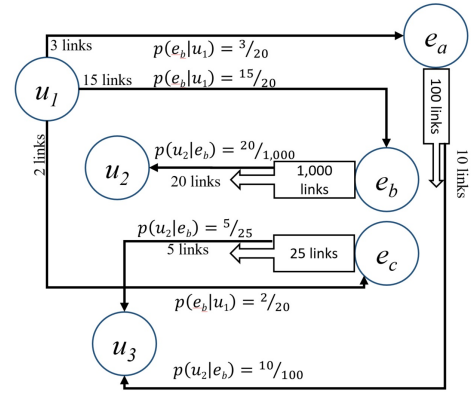 3 links
p(e_b|u_1) = 3/20
e_a
u_1
15 links
p(e_b|u_1) = 15/20
100 links
2 links
10 links
p(u_2|e_b) = 20/1,000
u_2
20 links
1,000
links
e_b
p(u_2|e_b) = 5/25
5 links
25 links
e_c
p(e_b|u_1) = 2/20
u_3
p(u_2|e_b) = 10/100